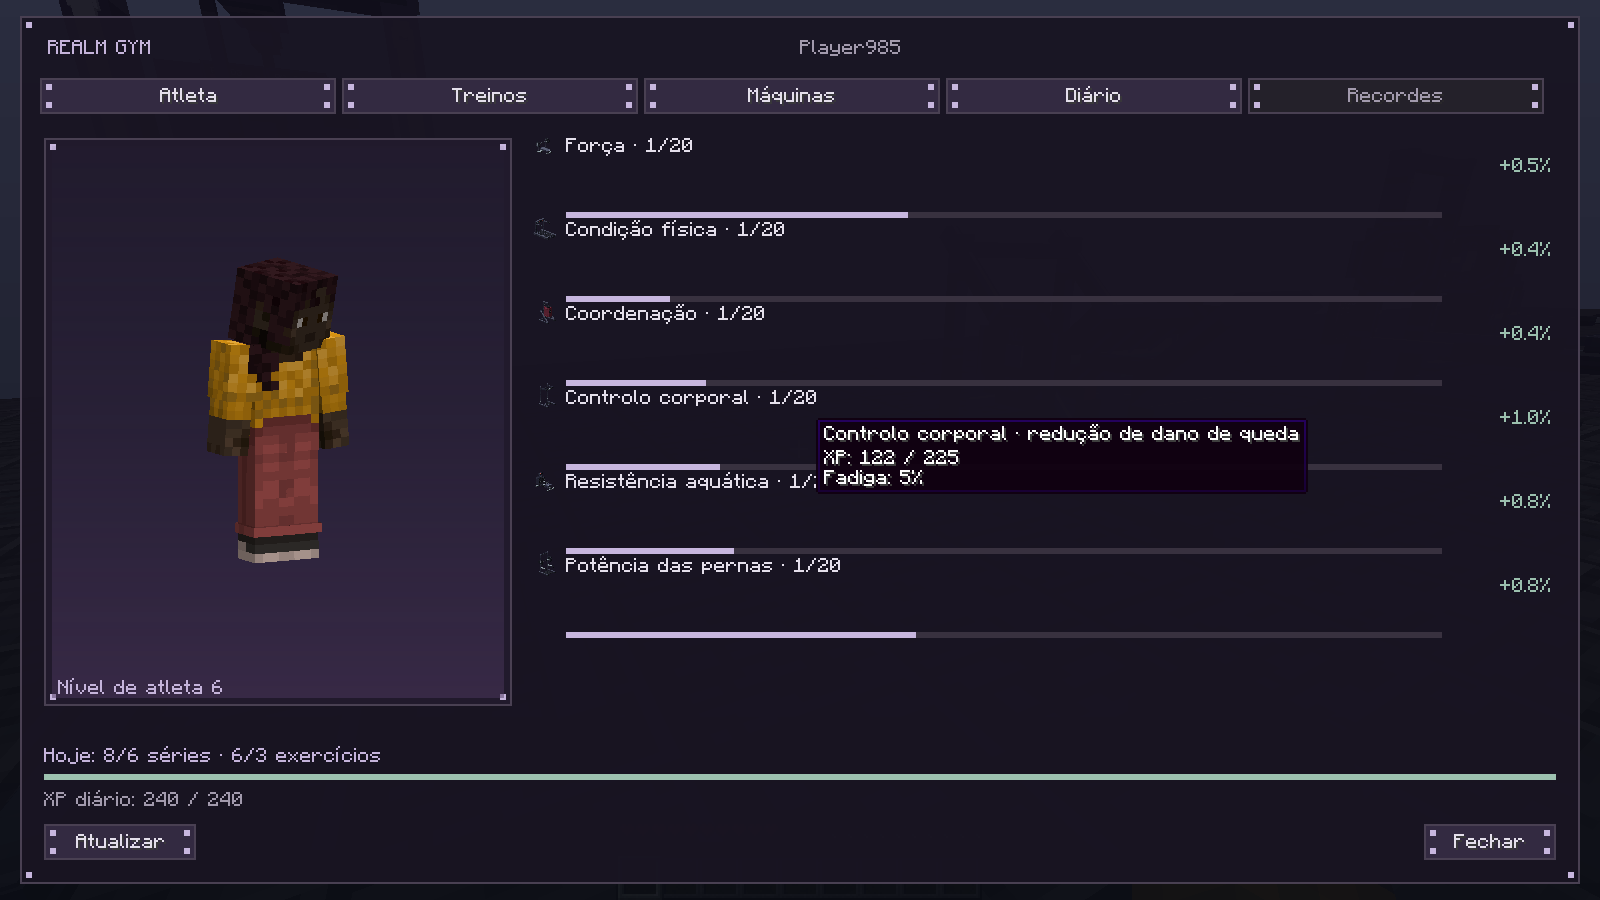 REALM GYM
Player985
Atleta
Treinos
Máquinas
Diário
Recordes
Força · 1/20
+0.5%
Condição física · 1/20
+0.4%
Coordenação · 1/20
+0.4%
Controlo corporal · 1/20
+1.0%
Controlo corporal · redução de dano de queda
XP: 122 / 225
Fadiga: 5%
Resistência aquática · 1/
+0.8%
Potência das pernas · 1/20
+0.8%
Nível de atleta 6
Hoje: 8/6 séries · 6/3 exercícios
XP diário: 240 / 240
Atualizar
Fechar